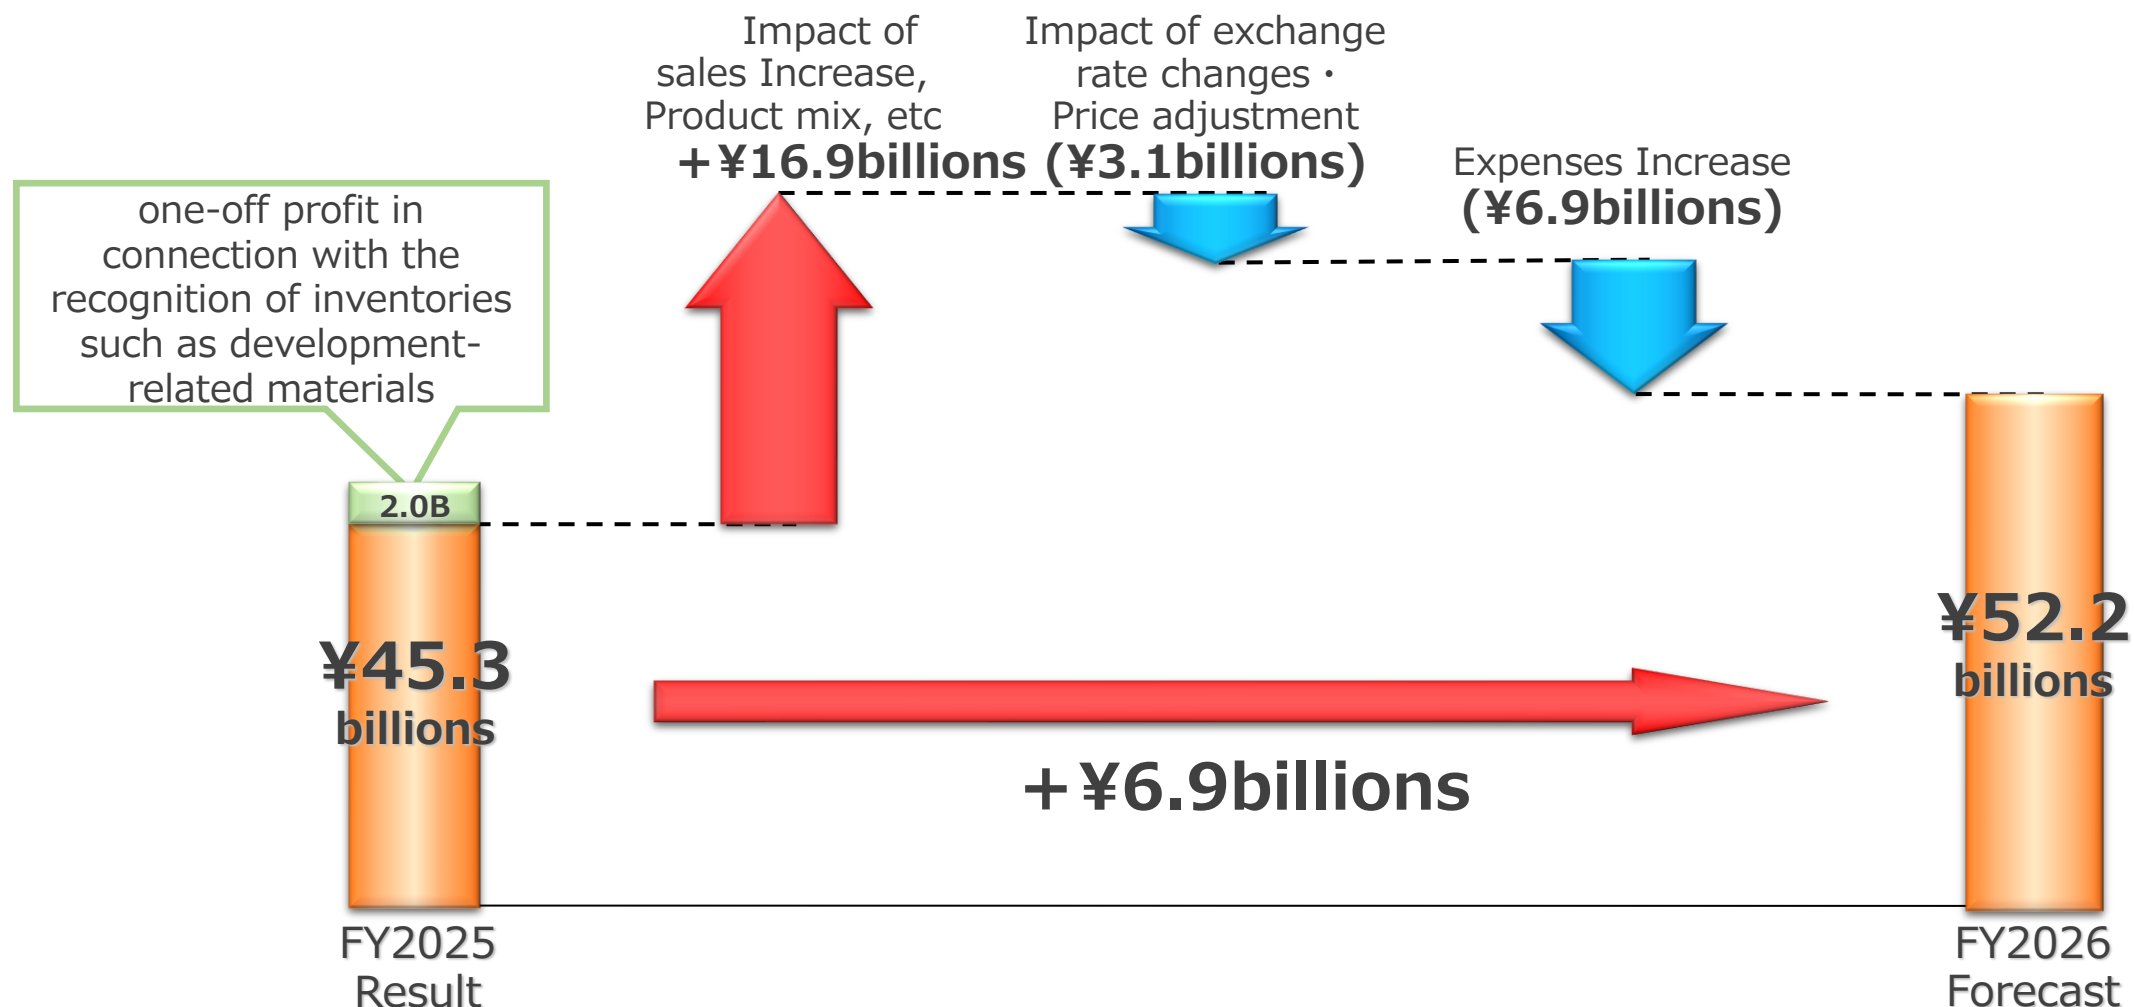 Impact of
sales Increase,
Product mix, etc
+¥16.9billions
Impact of exchange
rate changes・
Price adjustment
(¥3.1billions)
Expenses Increase
(¥6.9billions)
one-off profit in
connection with the
recognition of inventories
such as development-
related materials
2.0B
¥45.3
billions
¥52.2
billions
+¥6.9billions
FY2025
Result
FY2026
Forecast